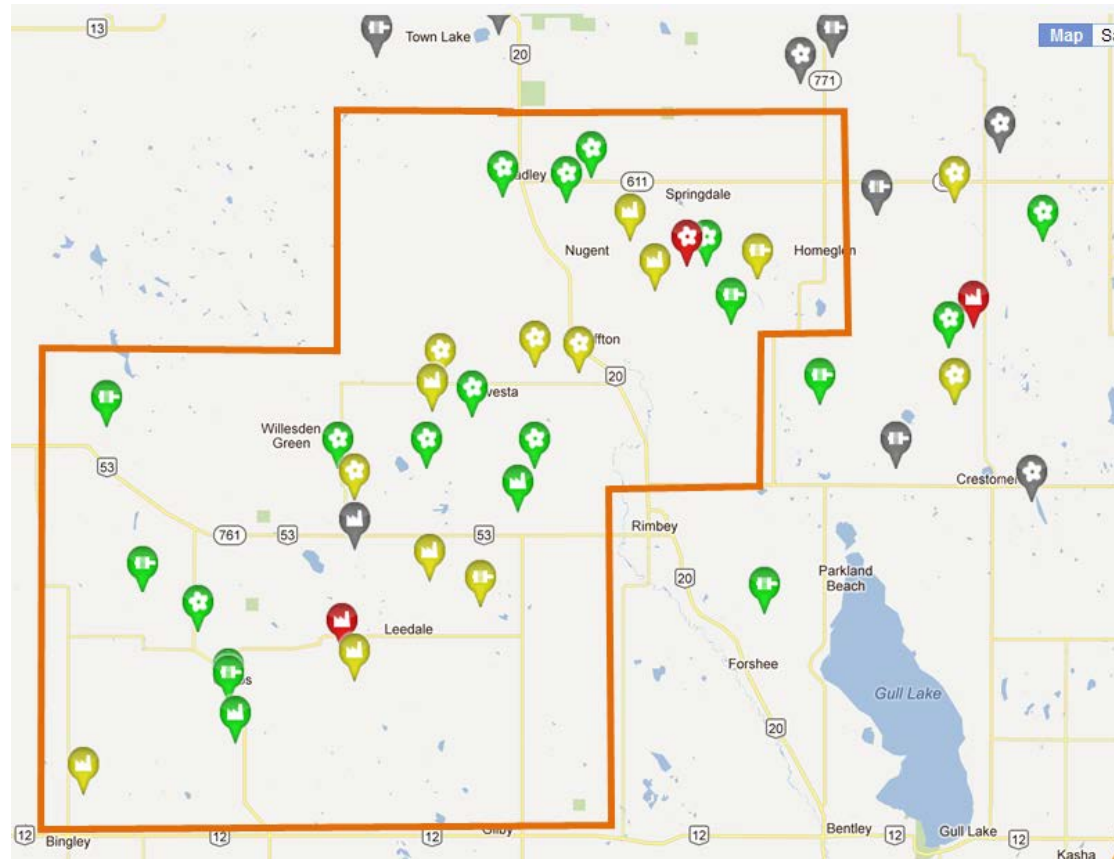 13
Town Lake
20
Map
771
611
Springdale
Nugent
Homeglen
20
Willesden
Green
53
Crestomer
761
53
53
Rimbey
20
Parkland
Beach
Leedale
Forshee
Gull Lake
20
12
12
12
12
Bentley
12
Gull Lake
12
Bingley
Kasha